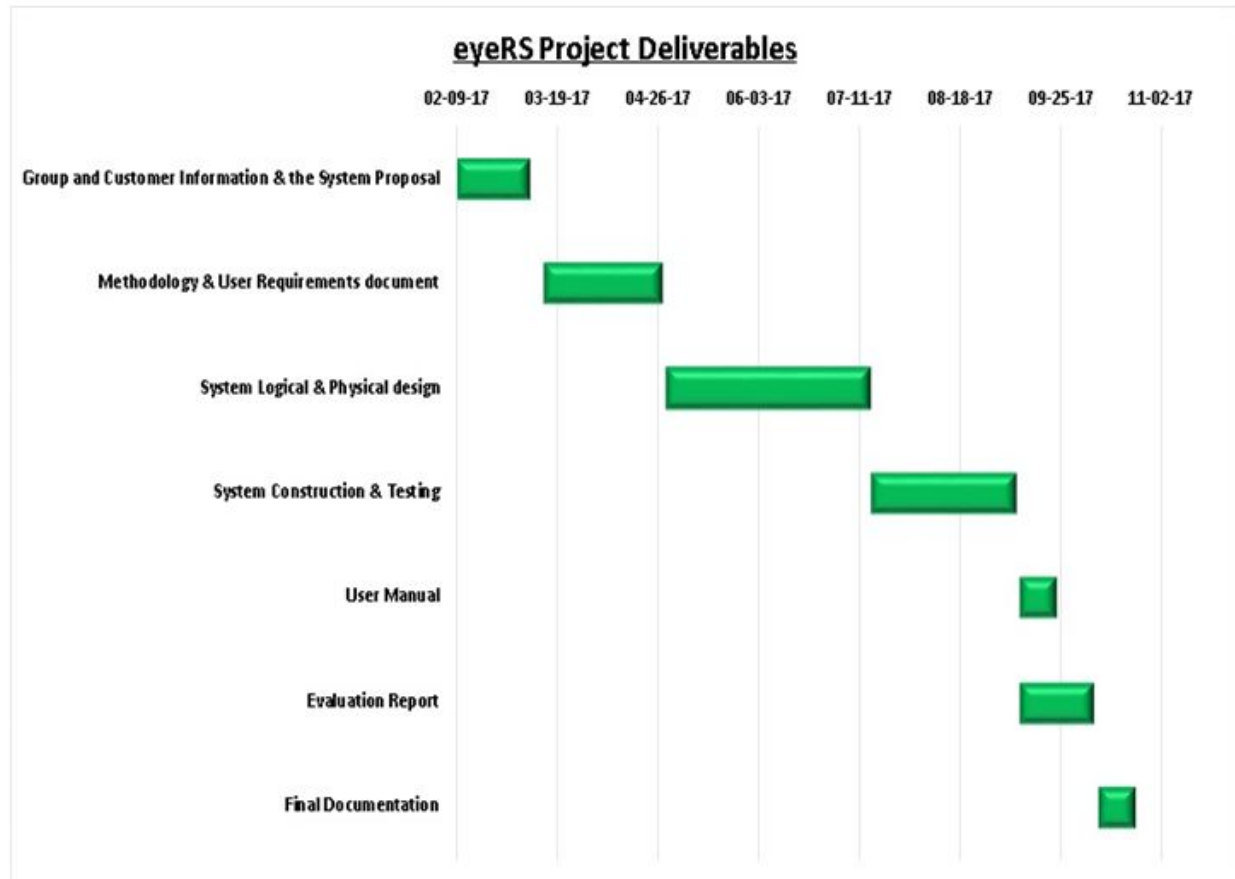 eyeRS Project Deliverables
02-09-17 03-19-17 04-26-17 06-03-17 07-11-17 08-18-17 09-25-17 11-02-17
Group and Customer Information & the System Proposal
Methodology & User Requirements document
System Logical & Physical design
System Construction & Testing
User Manual
Evaluation Report
Final Documentation